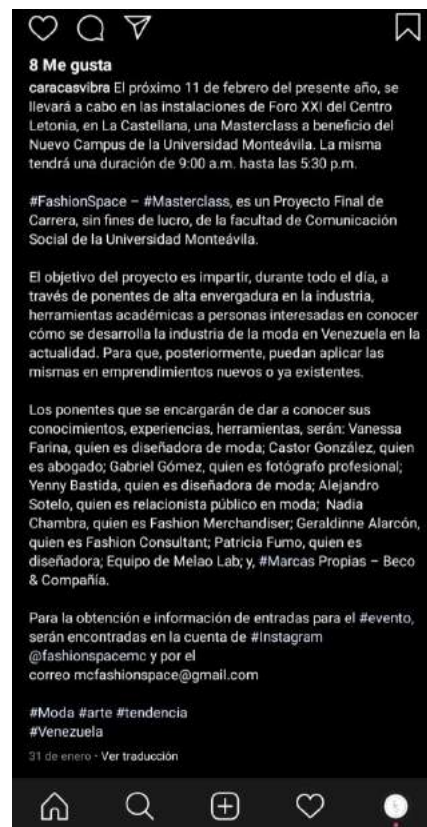 8 Me gusta
caracasvibra El próximo 11 de febrero del presente año, se
llevará a cabo en las instalaciones de Foro XXI del Centro
Letonia, en La Castellana, una Masterclass a beneficio del
Nuevo Campus de la Universidad Monteávila. La misma
tendrá una duración de 9:00 a.m. hasta las 5:30 p.m.
#FashionSpace – #Masterclass, es un Proyecto Final de
Carrera, sin fines de lucro, de la facultad de Comunicación
Social de la Universidad Monteávila.
El objetivo del proyecto es impartir, durante todo el día, a
través de ponentes de alta envergadura en la industria,
herramientas académicas a personas interesadas en conocer
cómo se desarrolla la industria de la moda en Venezuela en la
actualidad. Para que, posteriormente, puedan aplicar las
mismas en emprendimientos nuevos o ya existentes.
Los ponentes que se encargarán de dar a conocer sus
conocimientos, experiencias, herramientas, serán: Vanessa
Farina, quien es diseñadora de moda; Castor González, quien
es abogado; Gabriel Gómez, quien es fotógrafo profesional;
Yenny Bastida, quien es diseñadora de moda; Alejandro
Sotelo, quien es relacionista público en moda; Nadia
Chambra, quien es Fashion Merchandiser; Geraldinne Alarcón,
quien es Fashion Consultant; Patricia Fumo, quien es
diseñadora; Equipo de Melao Lab; y, #Marcas Propias – Beco
& Compañía.
Para la obtención e información de entradas para el #evento,
serán encontradas en la cuenta de #Instagram
@fashionspacemc y por el
correo mcfashionspace@gmail.com
#Moda #arte #tendencia
#Venezuela
31 de enero · Ver traducción